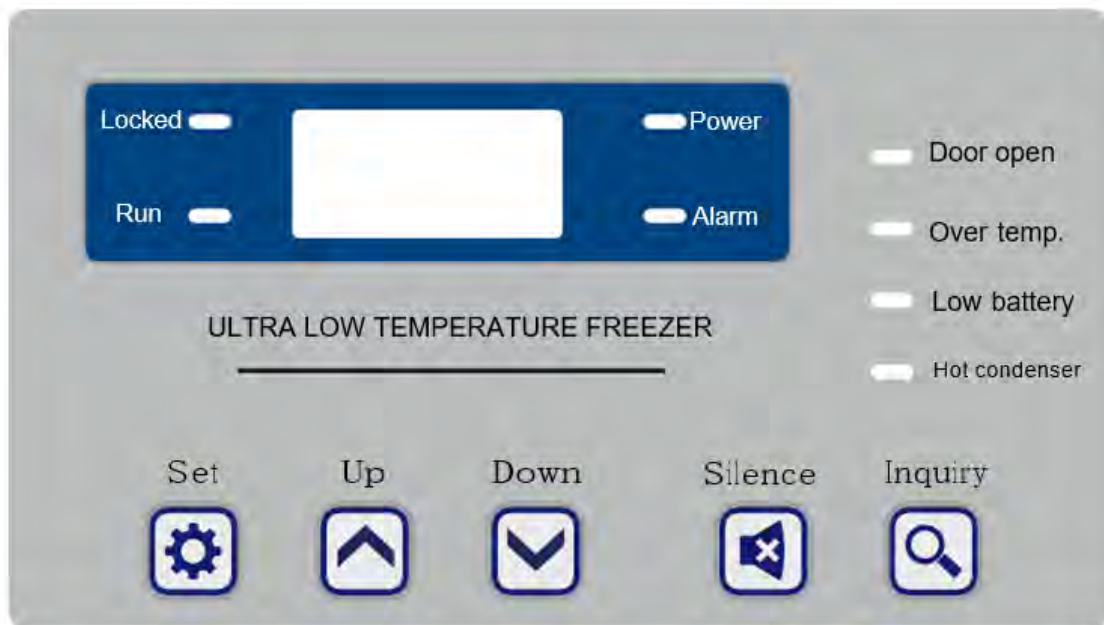 Locked
Power
Run
Alarm
Door open
Over temp.
Low battery
Hot condenser
ULTRA LOW TEMPERATURE FREEZER
Set
Up
Down
Silence
Inquiry